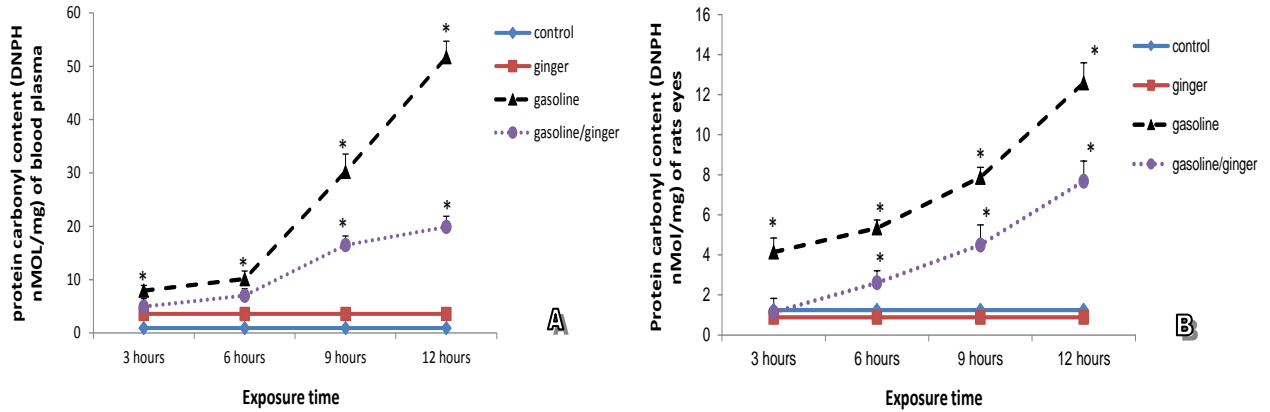 protein carbonyl content (DNPH
nMOL/mg) of blood plasma
60
50
40
30
20
10
0
*
*
*
*
*
*
3 hours
6 hours
9 hours
12 hours
Exposure time
control
ginger
gasoline
gasoline/ginger
A
Protein carbonyl content (DNPH
nMol/mg) of rats eyes
16
14
12
10
8
6
4
2
0
*
*
*
*
*
*
*
3 hours
6 hours
9 hours
12 hours
Exposure time
control
ginger
gasoline
gasoline/ginger
B